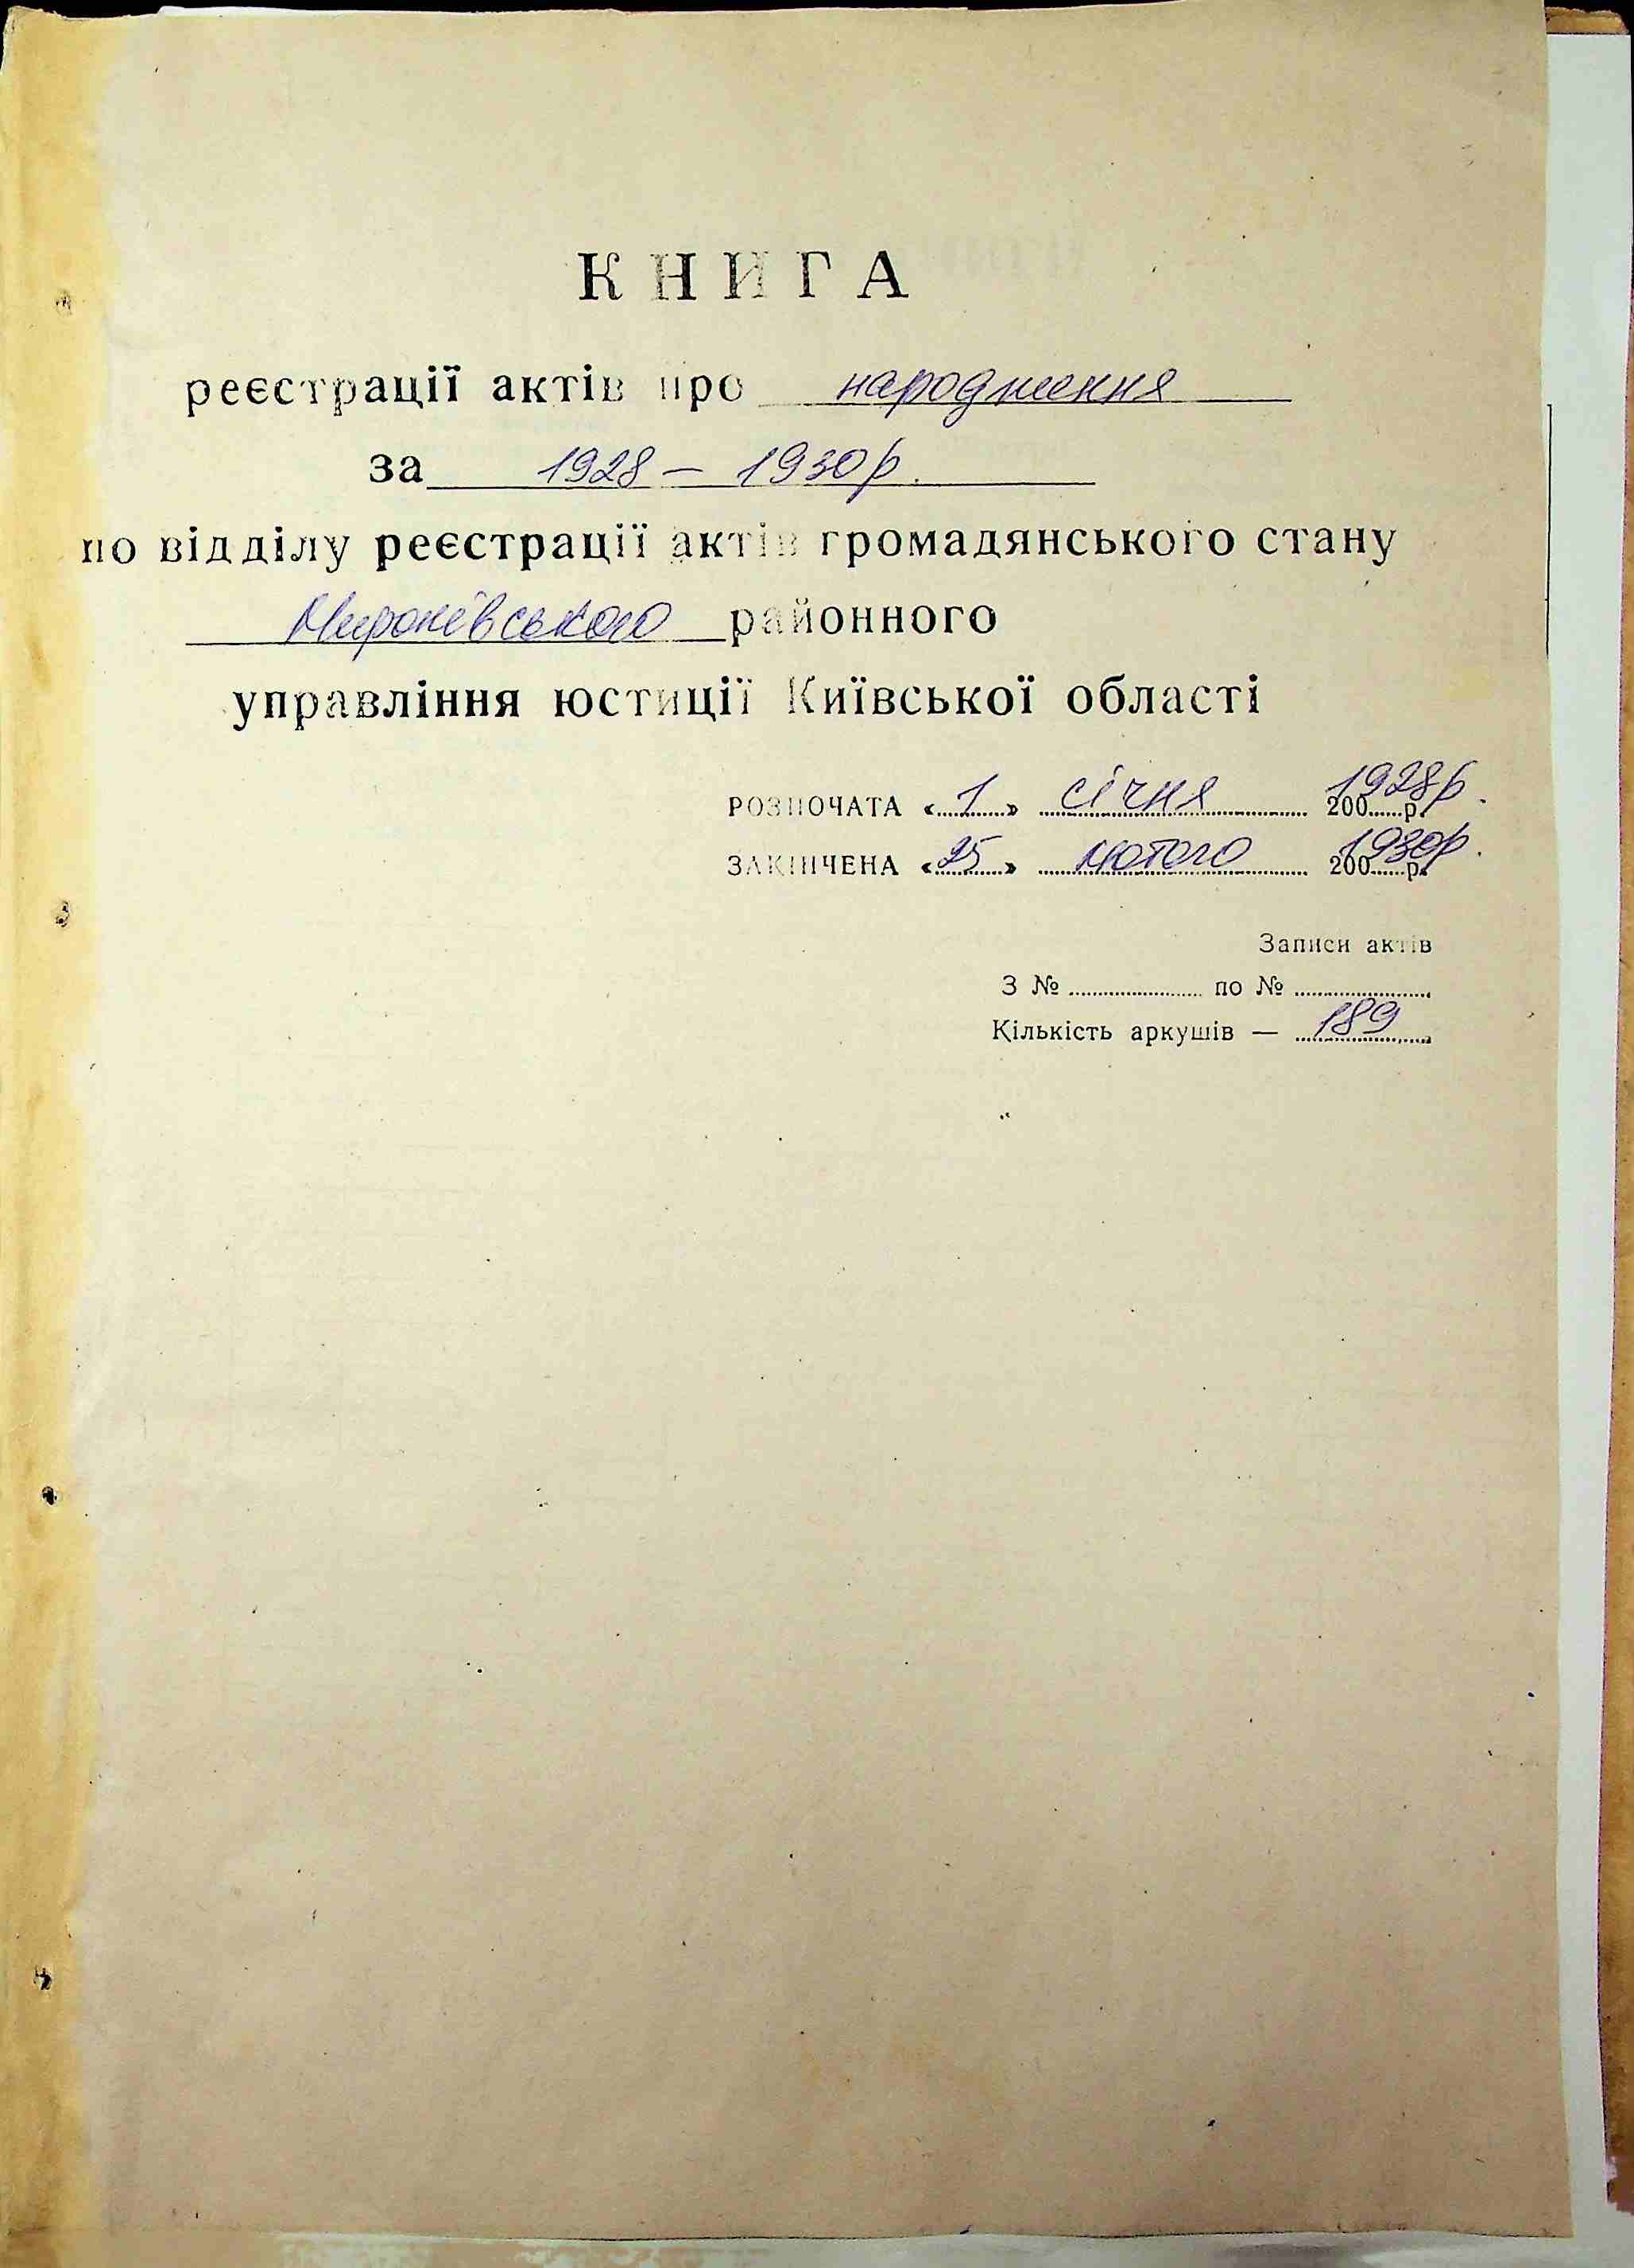 КНИГА
реєстрації актів про народження
за 1928 – 1930 р.
по відділу реєстрації актів громадянського стану
Миронівського районного
управління юстиції Київської області
РОЗПОЧАТА «1» січня 1928р. 200......р.
ЗАКІНЧЕНА «25» лютого 1930р. 200......р.
Записи актів
З № ...................... по № ......................
Кількість аркушів — 189